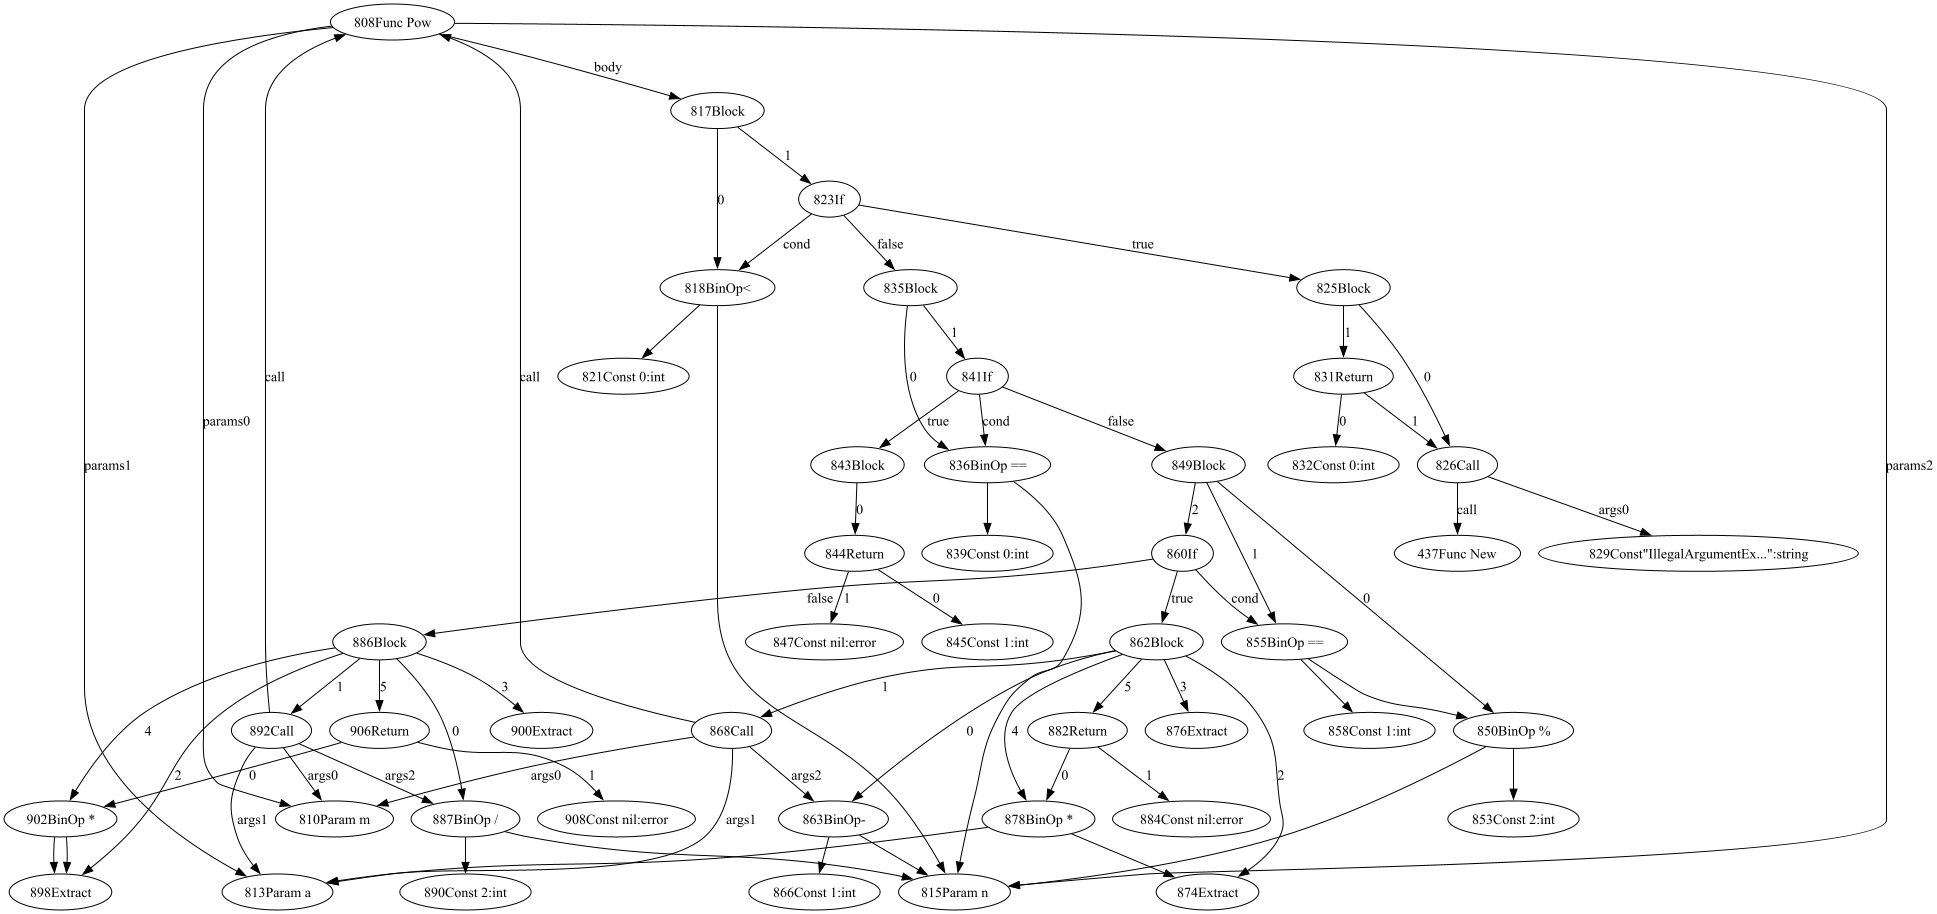 808Func Pow
body
817Block
1
0
823If
cond
false
true
818BinOp<
835Block
825Block
1
1
0
821Const 0:int
841If
831Return
0
call
call
params0
true
cond
false
0
1
params1
params2
843Block
836BinOp ==
849Block
832Const 0:int
826Call
0
2
1
call
args0
844Return
839Const 0:int
860If
437Func New
829Const"IllegalArgumentEx...":string
false
1
0
true
cond
0
886Block
847Const nil:error
845Const 1:int
862Block
855BinOp ==
1
5
3
1
5
3
892Call
906Return
900Extract
868Call
882Return
876Extract
858Const 1:int
850BinOp %
4
0
0
4
2
0
args0
args2
1
args0
args2
0
1
2
902BinOp *
810Param m
887BinOp /
908Const nil:error
863BinOp-
878BinOp *
884Const nil:error
853Const 2:int
args1
args1
898Extract
813Param a
890Const 2:int
866Const 1:int
815Param n
874Extract